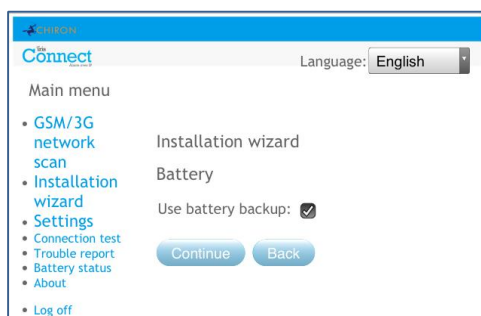 CHIRON
iris
Connect
Language: English
Main menu
GSM/3G
network
scan
Installation
wizard
Settings
Connection test
Trouble report
Battery status
About
Log off
Installation wizard
Battery
Use battery backup:
Continue Back